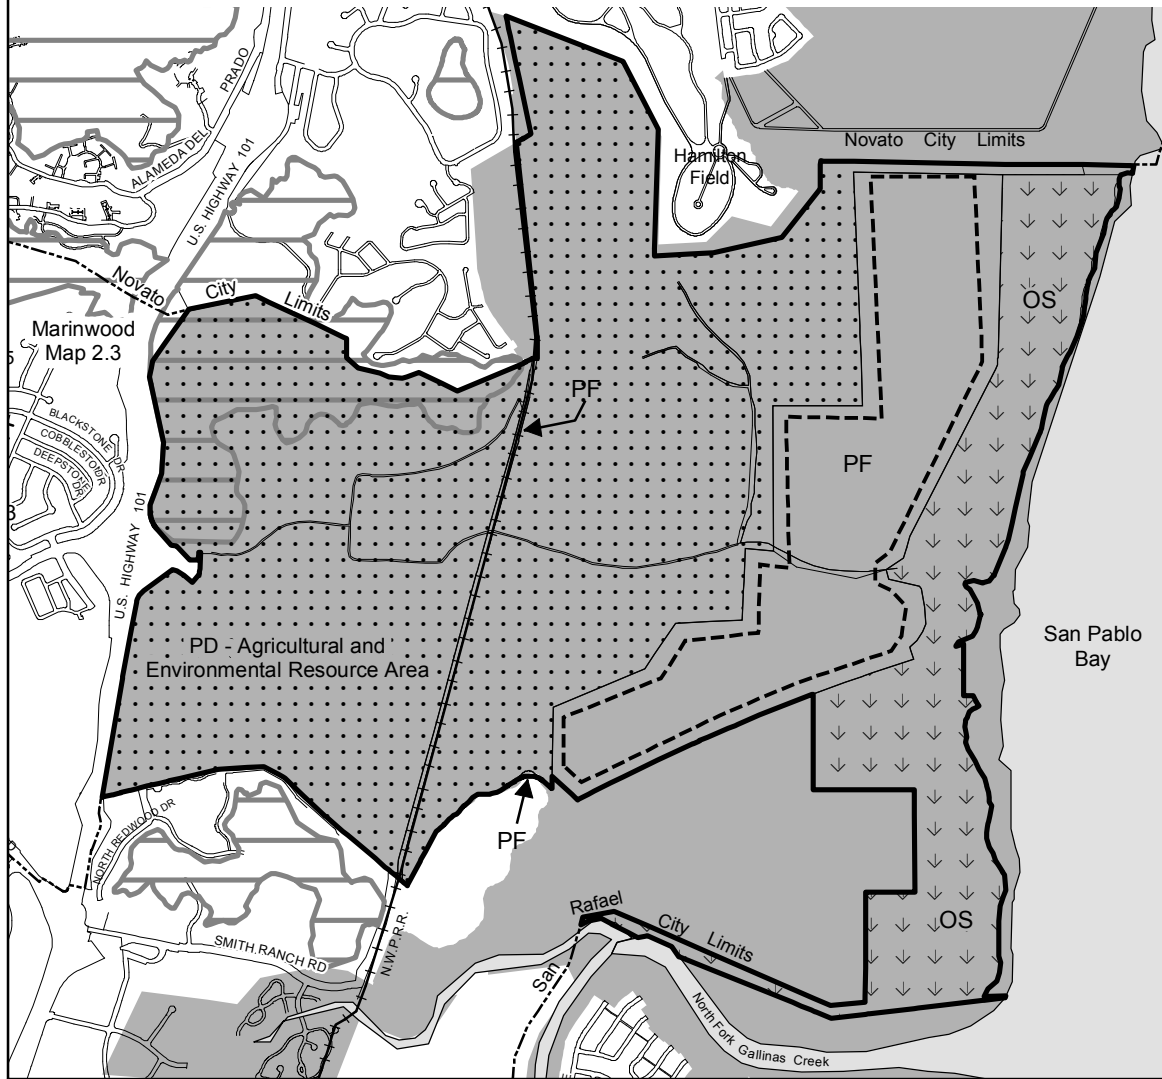 PRADO
ALAMEDA DEL
U.S. HIGHWAY 101
Novato City Limits
Hamilton
Field
Novato City Limits
OS
Marinwood
Map 2.3
PF
BLACKSTONE DR
COBBLESTONE DR
DEEPSTONE DR
PF
U.S. HIGHWAY 101
PD - Agricultural and
Environmental Resource Area
San Pablo
Bay
PF
NORTH REDWOOD DR
OS
San Rafael City Limits
SMITH RANCH RD
N.W.P.R.R.
North Fork Gallinas Creek